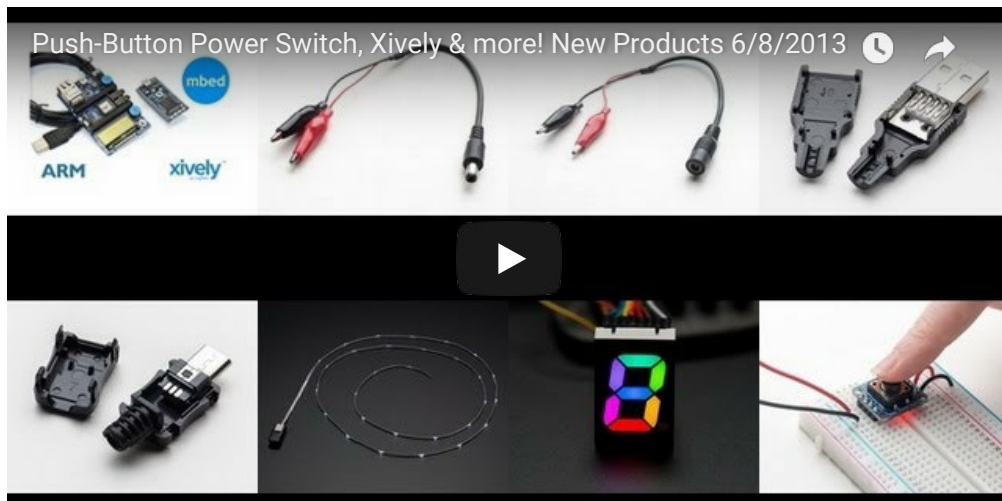 Push-Button Power Switch, Xively & more! New Products 6/8/2013
mbed
ARM
xively